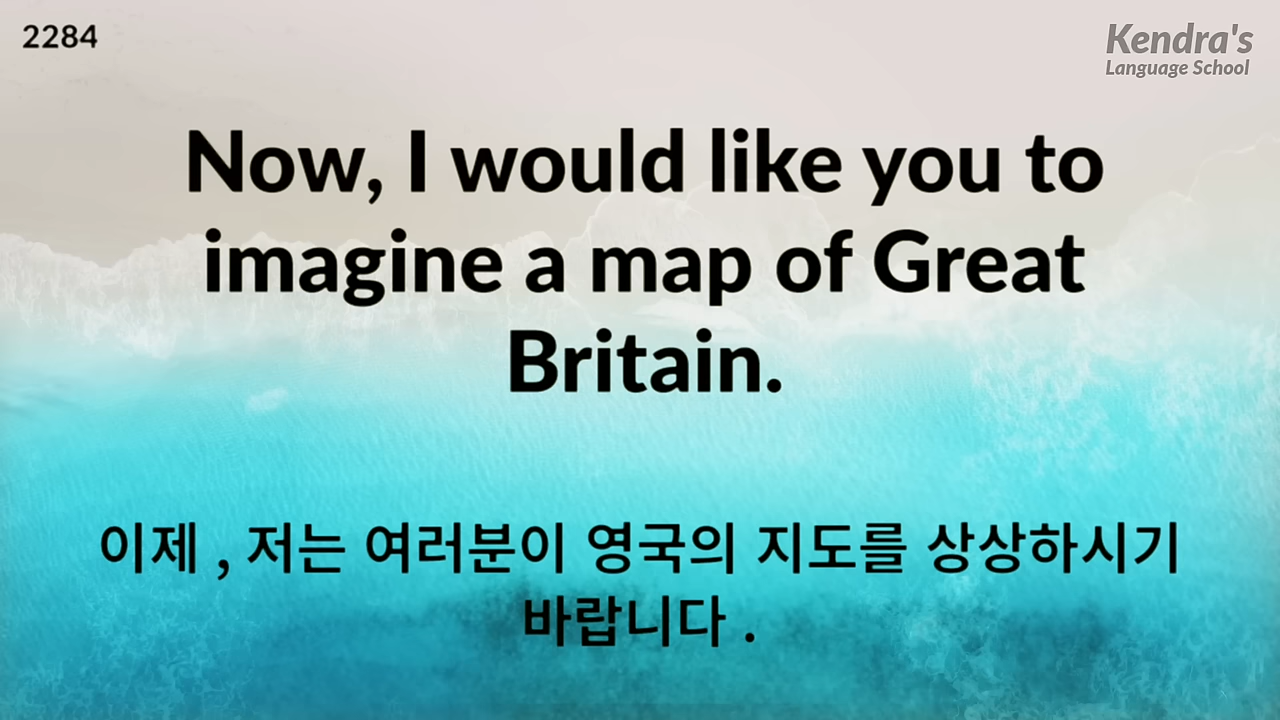 2284
Kendra's
Language School
Now, I would like you to
imagine a map of Great
Britain.
이제 , 저는 여러분이 영국의 지도를 상상하시기
바랍니다 .